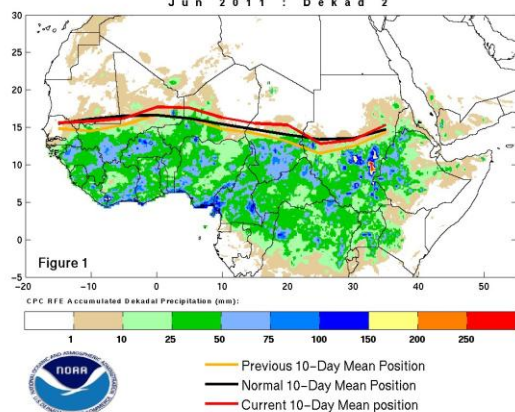 Jun 2011 : Dekad 2
30
25
20
15
10
5
0
-5
Figure 1
-20 -10 0 10 20 30 40 50
CPC RFE Accumulated Dekadal Precipitation (mm):
1 10 25 50 75 100 150 200 250
NOAA
Previous 10-Day Mean Position
Normal 10-Day Mean Position
Current 10-Day Mean position